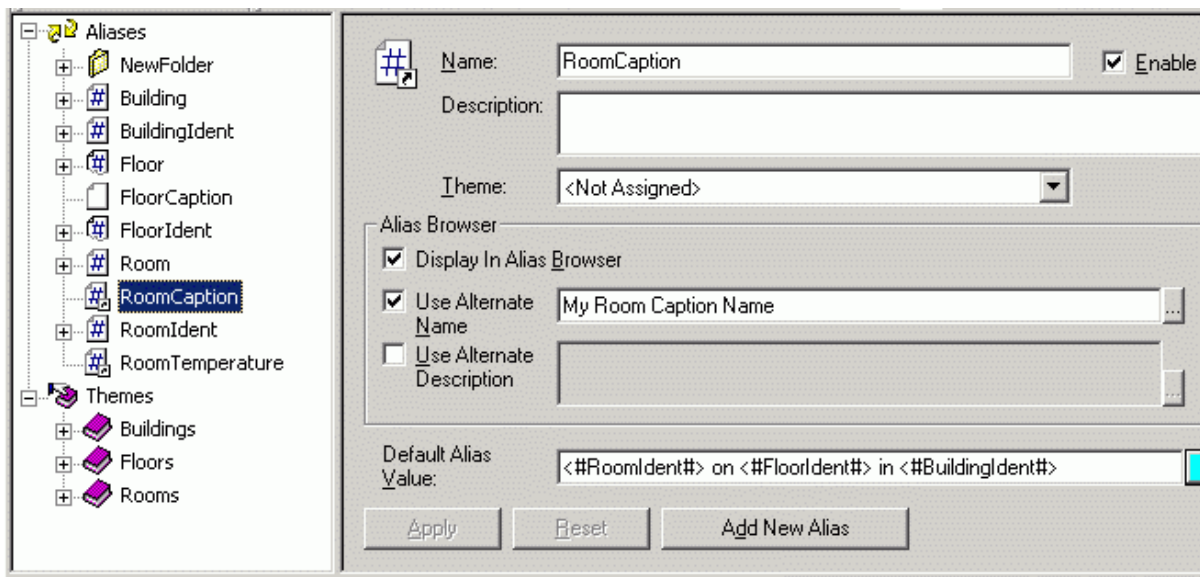 Aliases
NewFolder
Building
BuildingIdent
Floor
FloorCaption
FloorIdent
Room
RoomCaption
RoomIdent
RoomTemperature
Themes
Buildings
Floors
Rooms
Name: RoomCaption Enable
Description:
Theme: <Not Assigned>
Alias Browser
Display In Alias Browser
Use Alternate Name My Room Caption Name ...
Use Alternate Description ...
Default Alias Value: <#RoomIdent#> on <#FloorIdent#> in <#BuildingIdent#>
Apply Reset Add New Alias